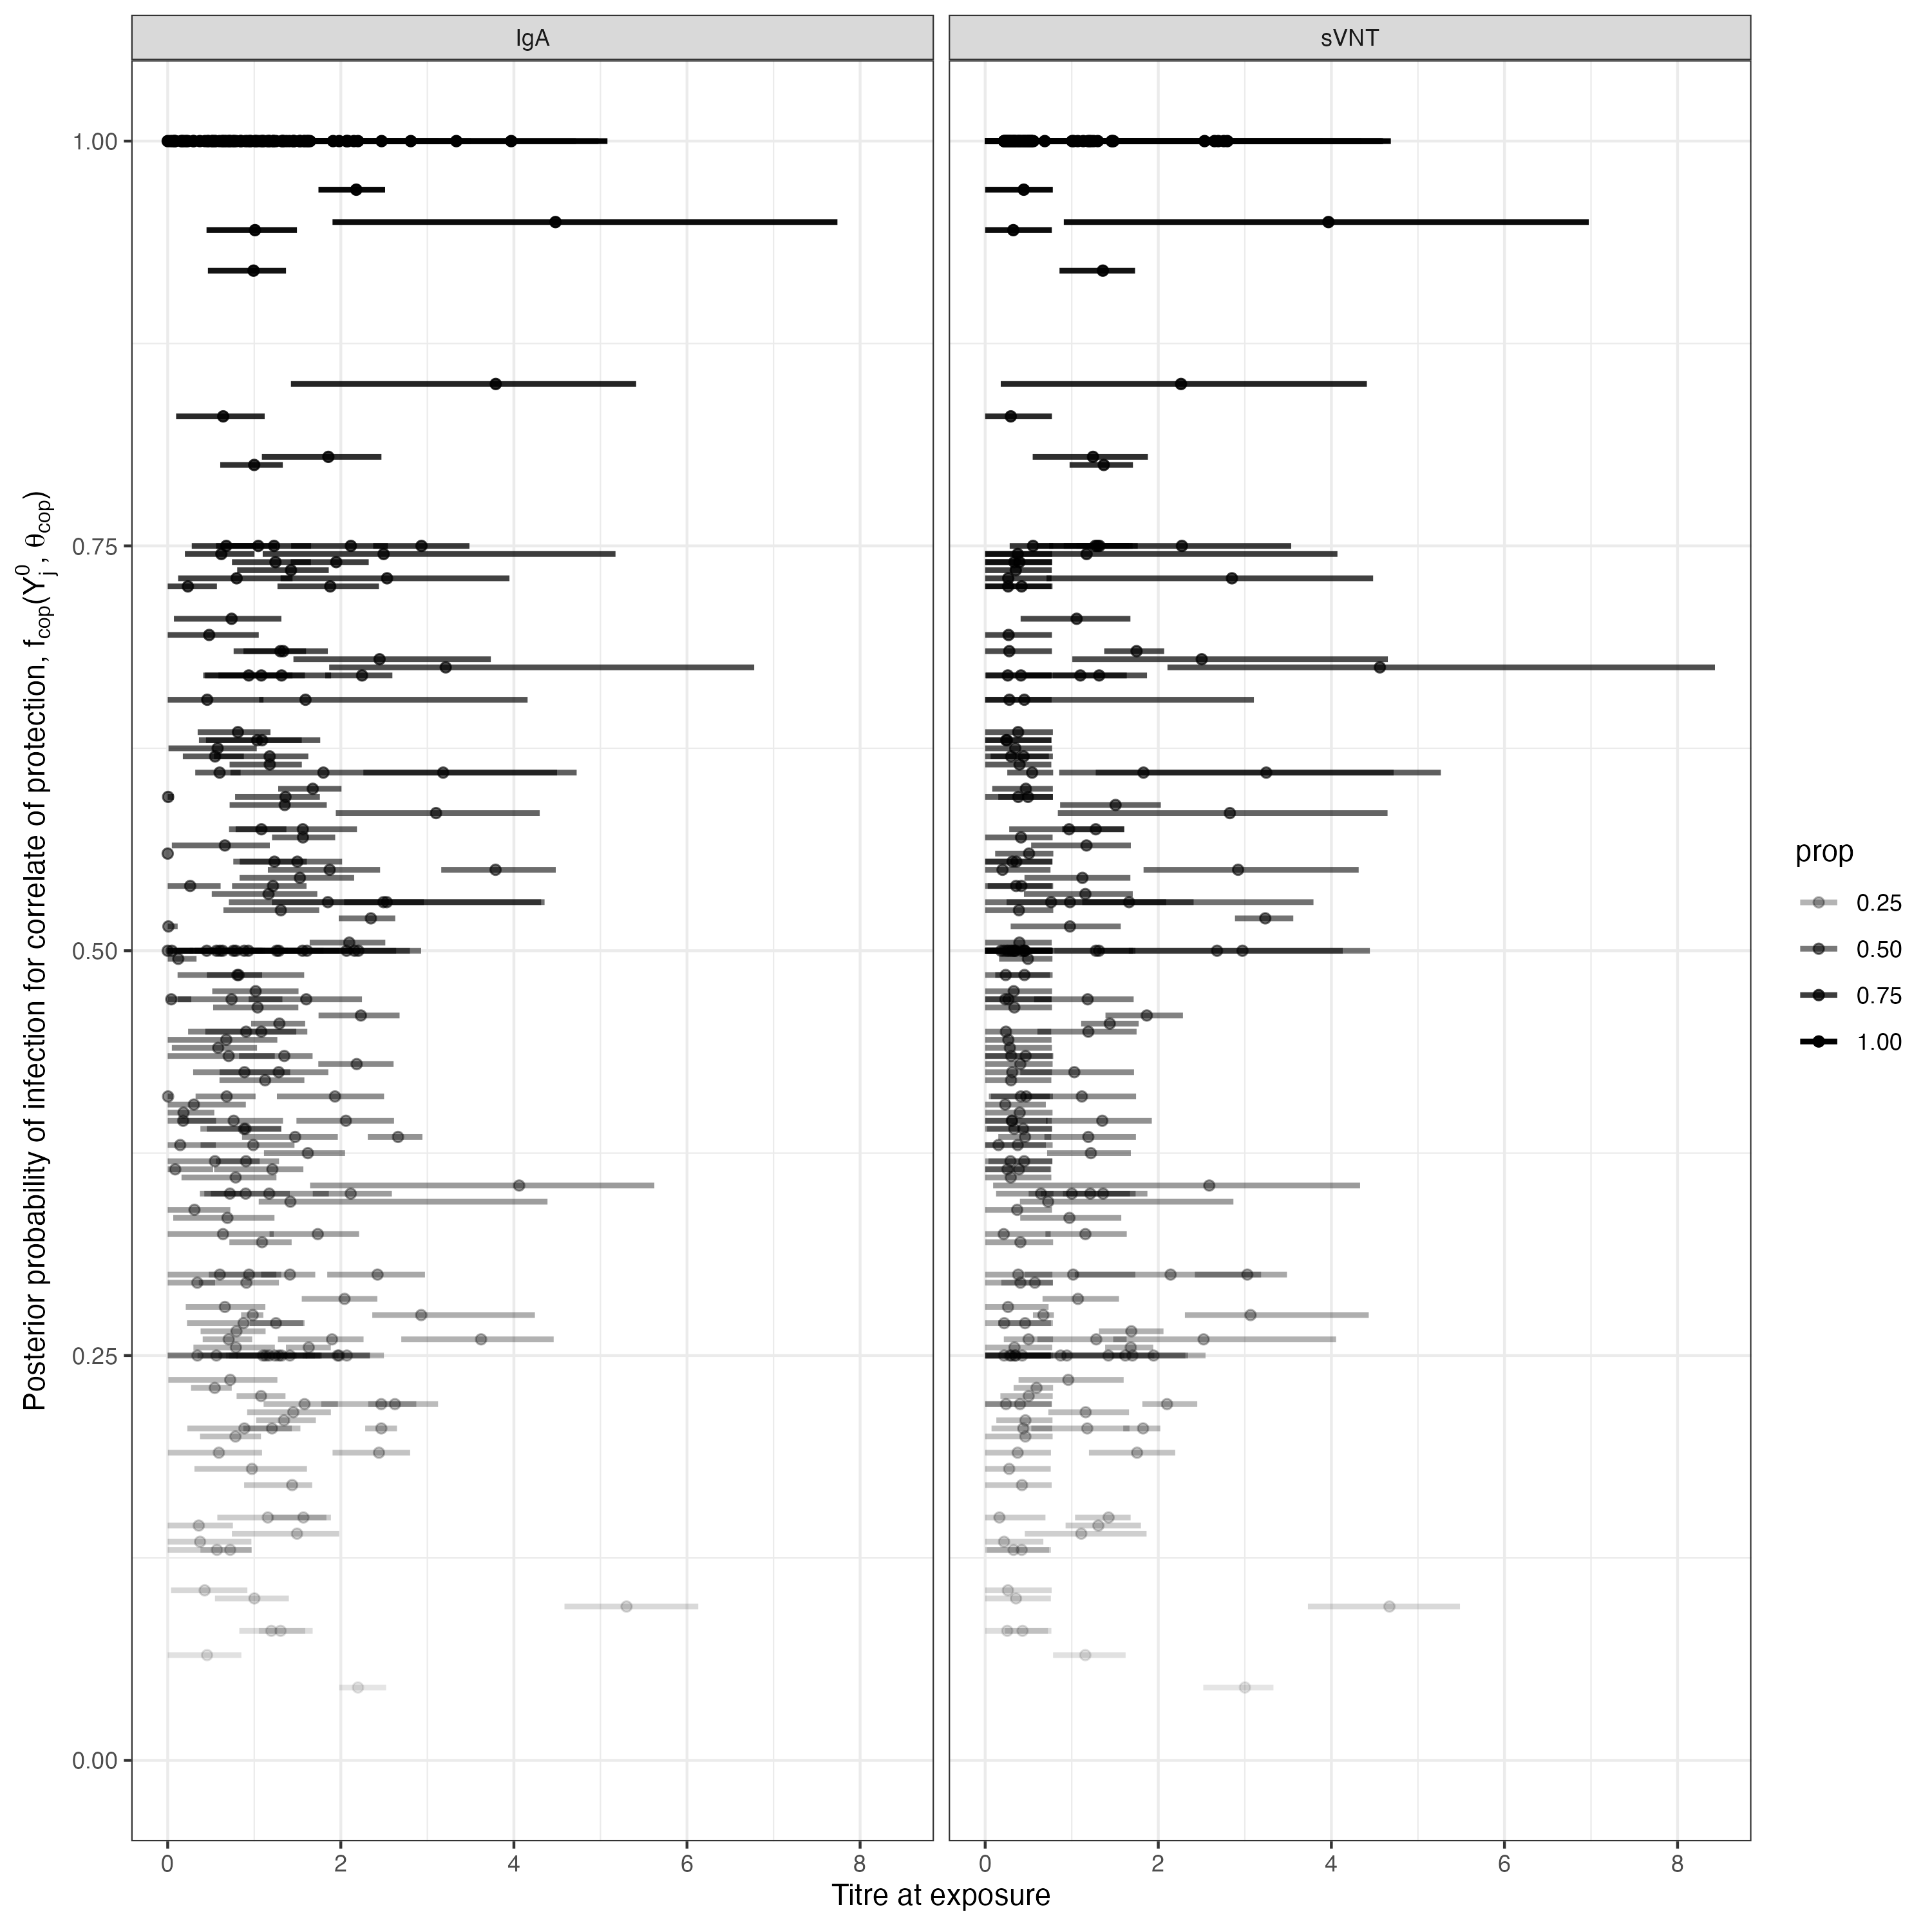 IgA
sVNT
Posterior probability of infection for correlate of protection, f_cop(Y_j^0, θ_cop)
1.00
0.75
0.50
0.25
0.00
0 2 4 6 8
0 2 4 6 8
Titre at exposure
prop
0.25
0.50
0.75
1.00